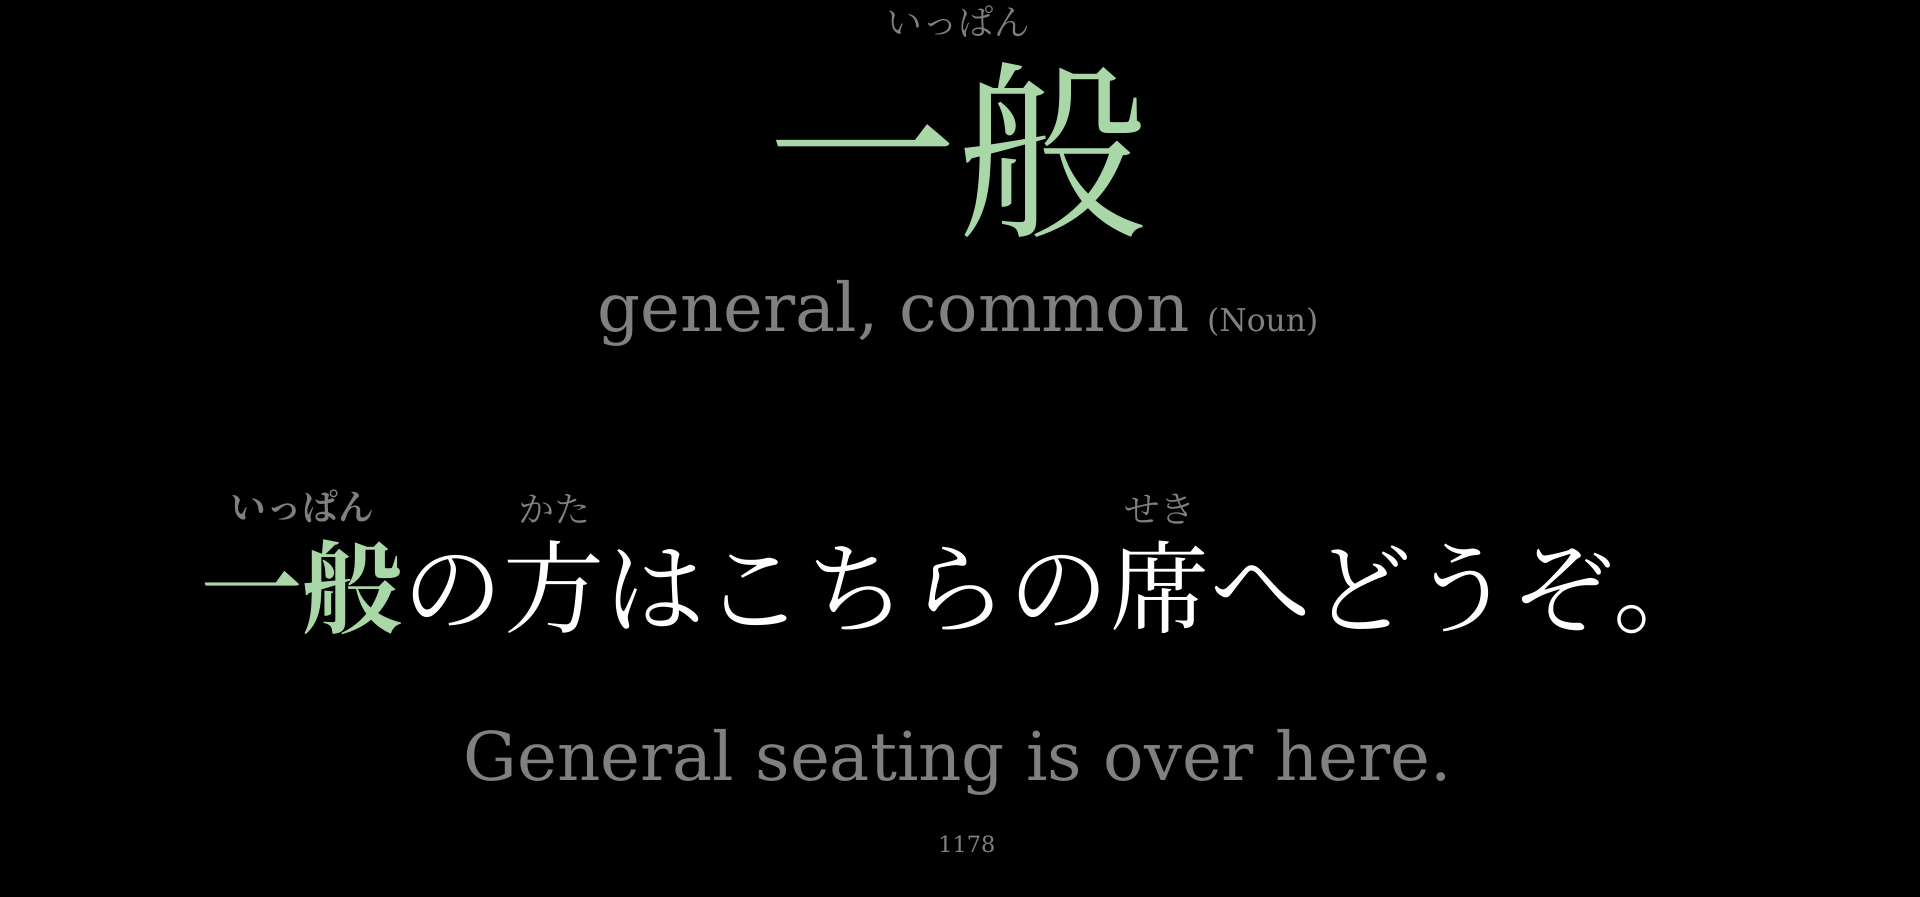 いっぱん
一般
general, common (Noun)
いっぱん かた せき
一般の方はこちらの席へどうぞ。
General seating is over here.
1178